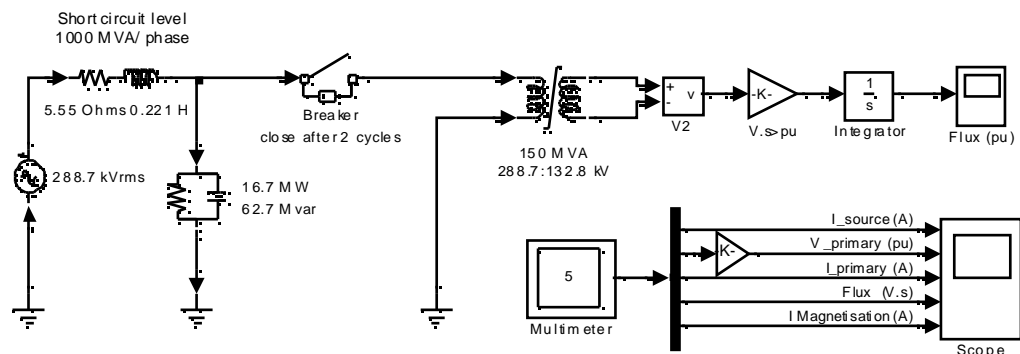 Short circuit level
1000 MVA/ phase
5.55 Ohms 0.221 H
288.7 kVrms
16.7 MW
62.7 Mvar
Breaker
close after 2 cycles
150 MVA
288.7:132.8 kV
+
-
v
V2
-K-
V.s>pu
1
s
Integrator
Flux (pu)
5
Multimeter
-K-
I_source (A)
V_primary (pu)
I_primary (A)
Flux (V.s)
I Magnetisation (A)
Scope